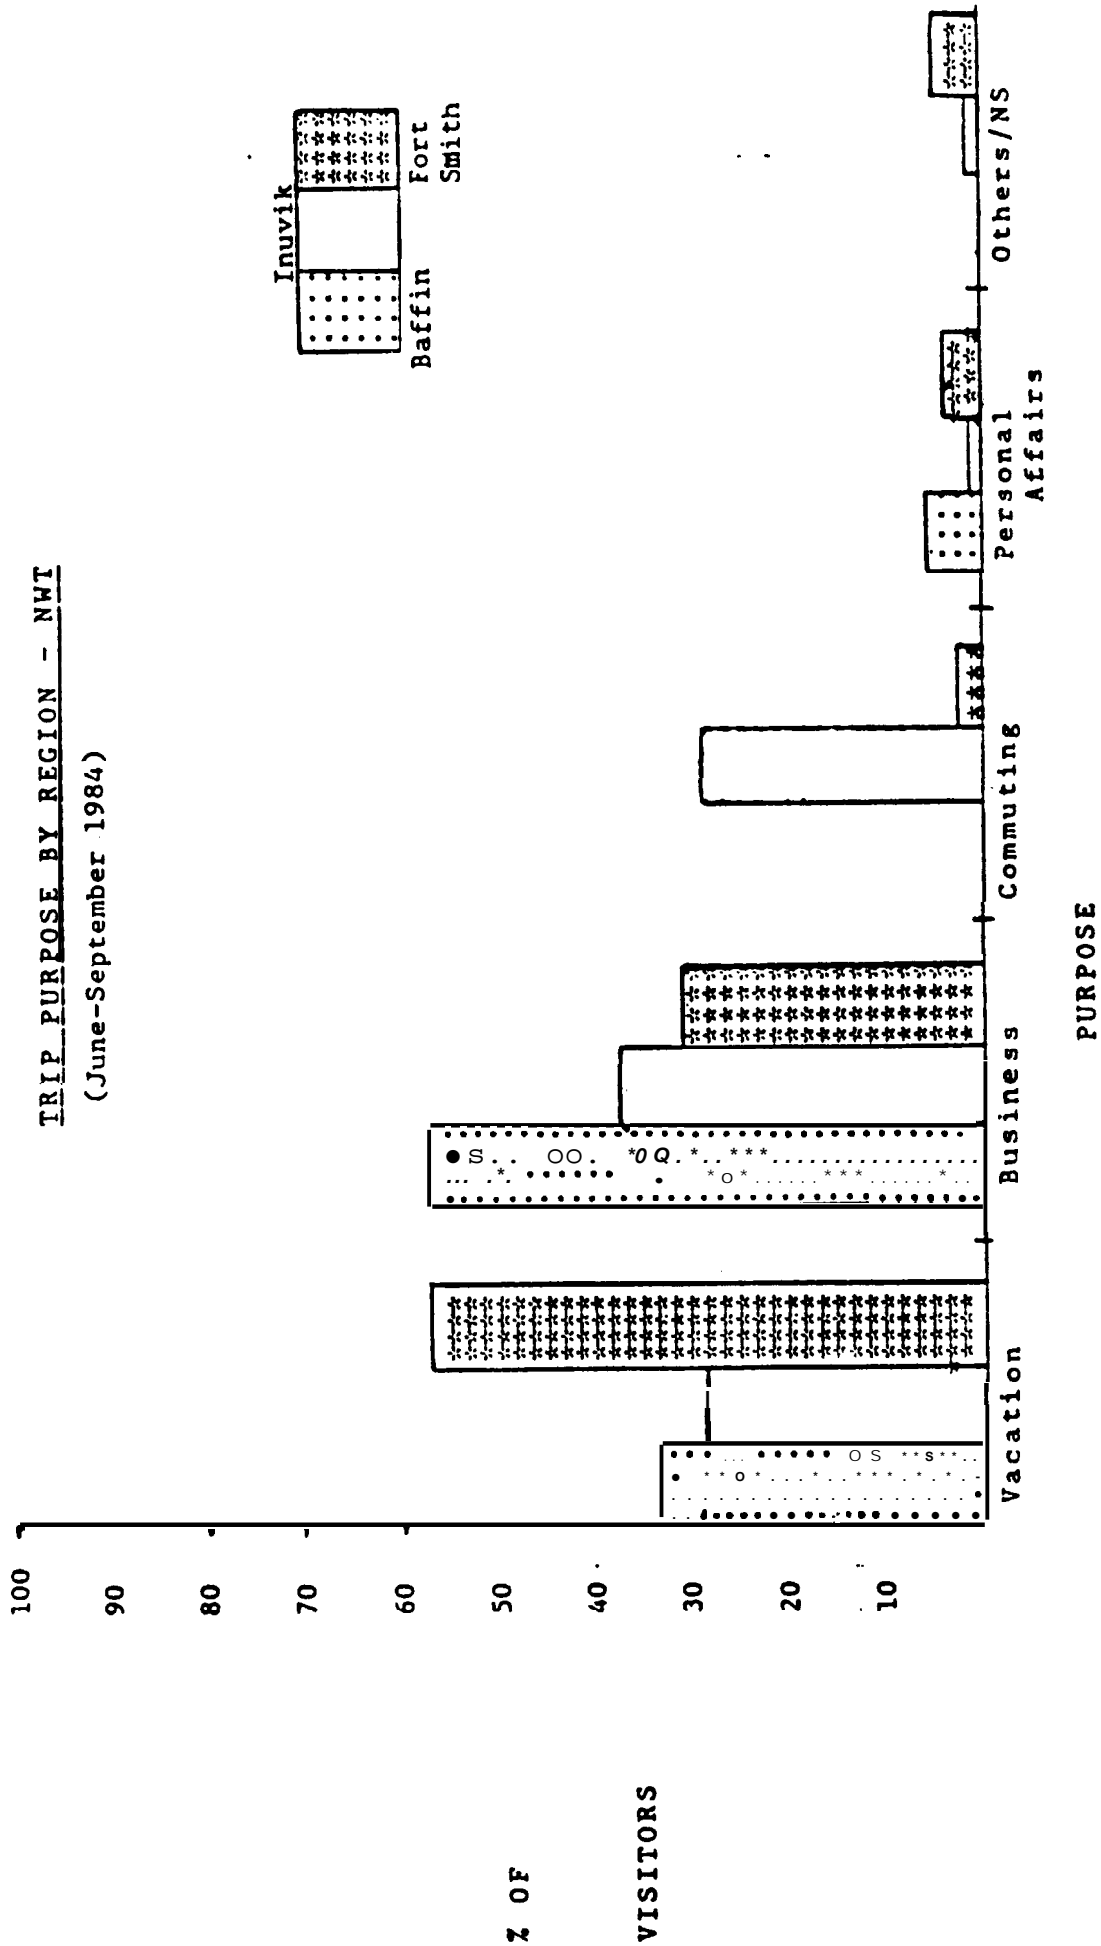 TRIP PURPOSE BY REGION - NWT
(June-September 1984)
Inuvik
Baffin
Fort
Smith
100
90
80
70
60
50
40
30
20
10
% OF
VISITORS
Vacation
Business
Commuting
Personal
Affairs
Others/NS
PURPOSE